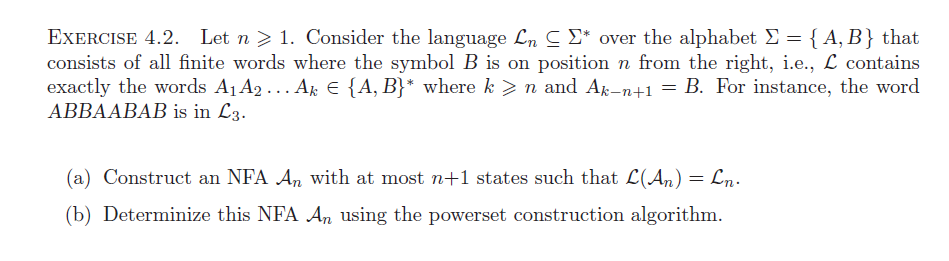 EXERCISE 4.2. Let n ⩾ 1. Consider the language ℒₙ ⊆ Σ* over the alphabet Σ = { A, B } that
consists of all finite words where the symbol B is on position n from the right, i.e., ℒ contains
exactly the words A₁A₂ . . . Aₖ ∈ {A, B}* where k ⩾ n and Aₖ₋ₙ₊₁ = B. For instance, the word
ABBAABAB is in ℒ₃.
(a) Construct an NFA 𝒜ₙ with at most n+1 states such that ℒ(𝒜ₙ) = ℒₙ.
(b) Determinize this NFA 𝒜ₙ using the powerset construction algorithm.